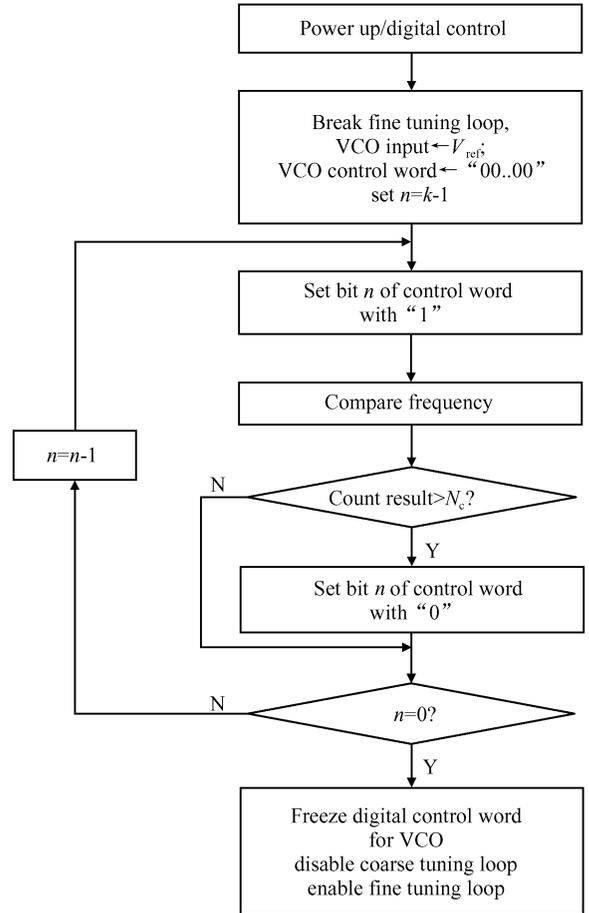 Power up/digital control
Break fine tuning loop,
VCO input←Vref;
VCO control word← “00..00”
set n=k-1
Set bit n of control word
with “1”
Compare frequency
n=n-1
N
Count result>Nc?
Y
Set bit n of control word
with “0”
N
n=0?
Y
Freeze digital control word
for VCO
disable coarse tuning loop
enable fine tuning loop